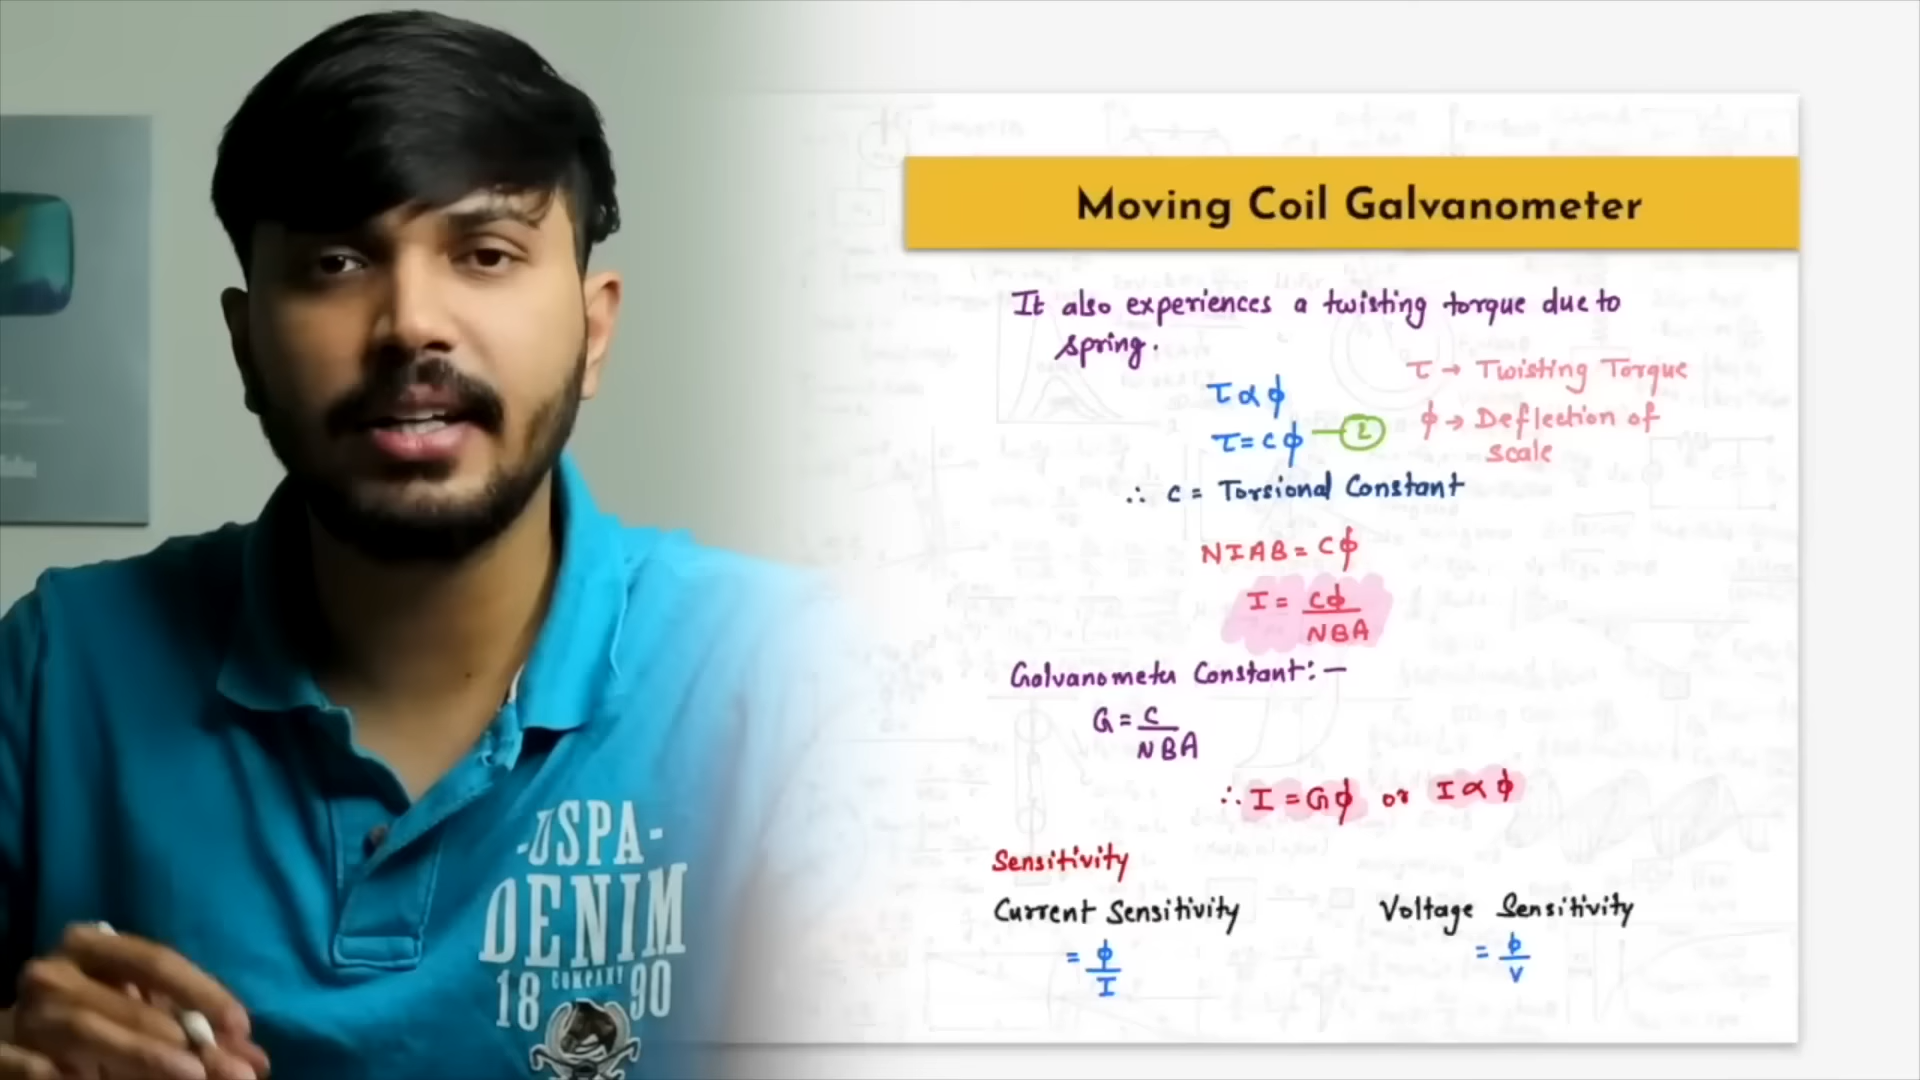 Moving Coil Galvanometer
It also experiences a twisting torque due to
spring.
τ → Twisting Torque
τ α ϕ
ϕ → Deflection of
scale
τ = cϕ — 2
∴ c = Torsional Constant
NIAB = Cϕ
I = cϕ / NBA
Galvanometer Constant:-
G = c / NBA
∴ I = Gϕ or I α ϕ
Sensitivity
Current Sensitivity
= ϕ / I
Voltage Sensitivity
= ϕ / V
-USPA-
DENIM
COMPANY
18 90